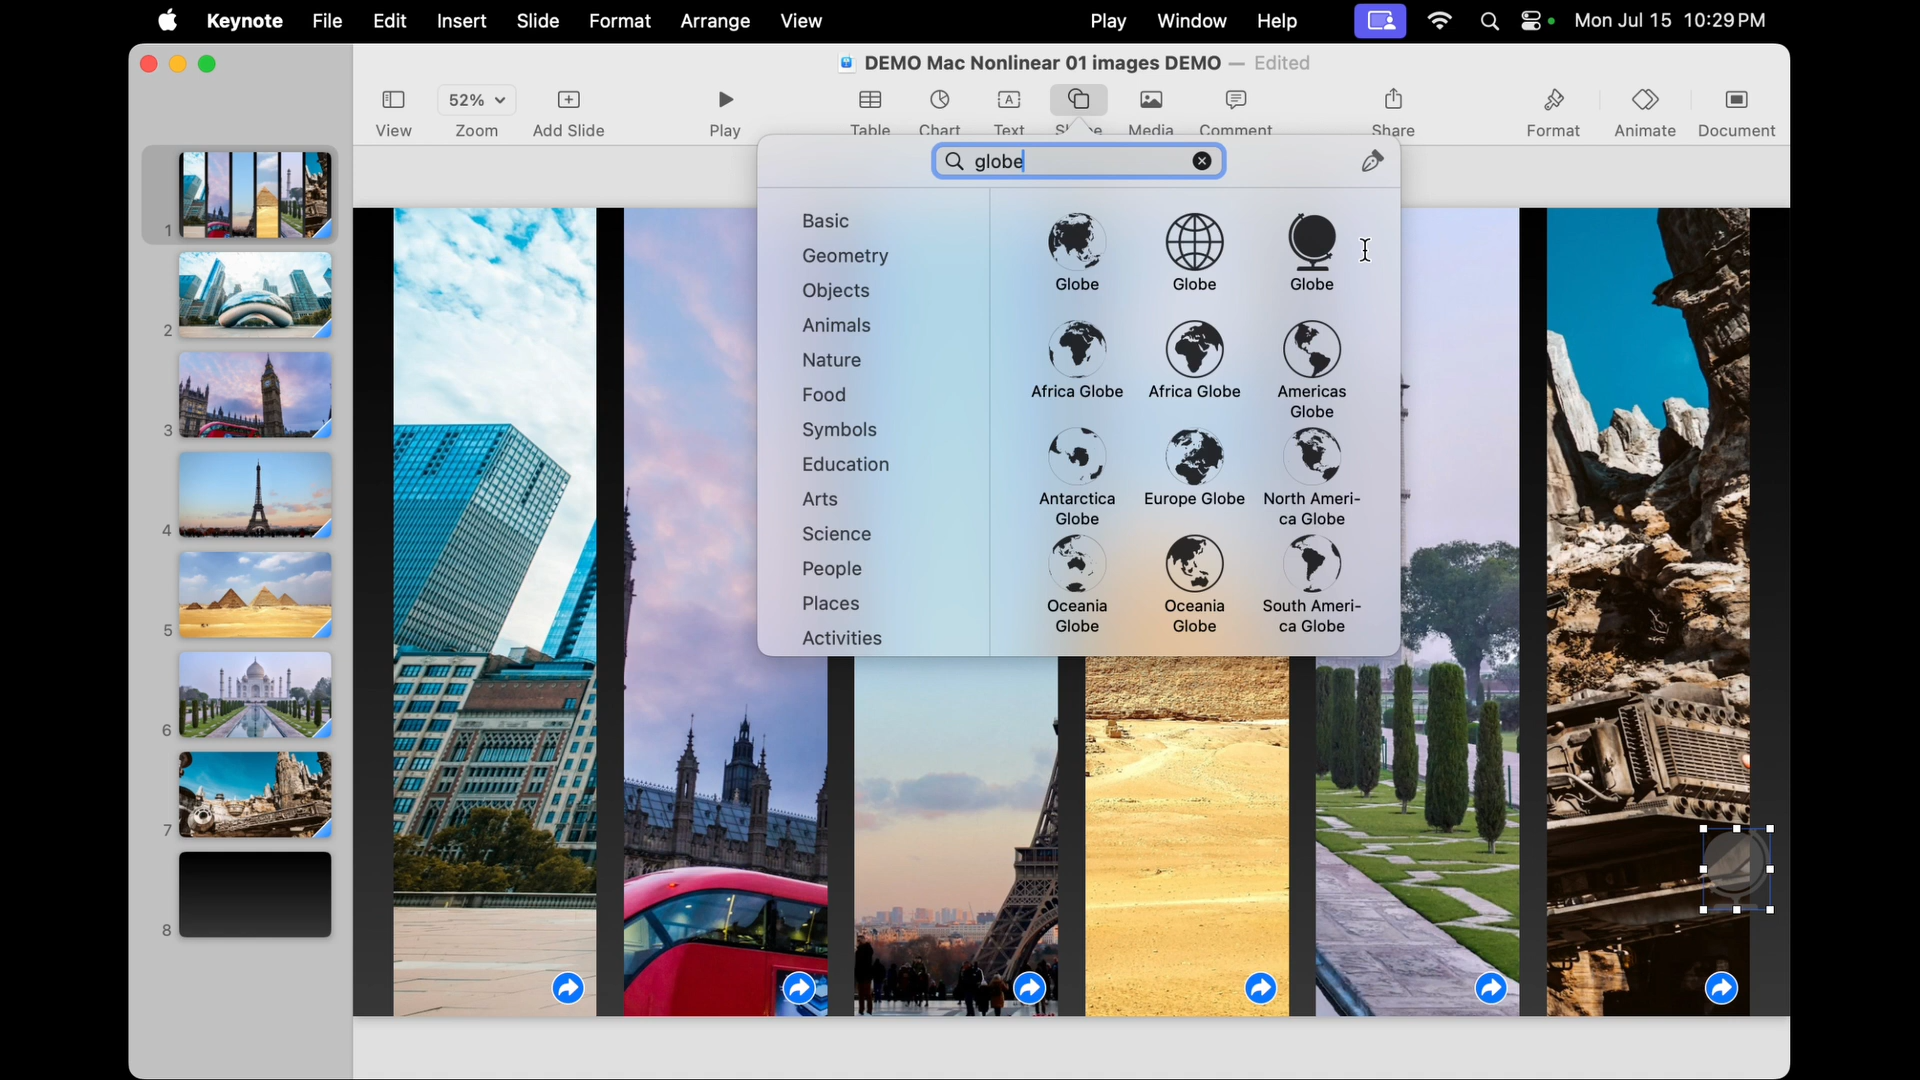 Keynote File Edit Insert Slide Format Arrange View Play Window Help Mon Jul 15 10:29 PM
DEMO Mac Nonlinear 01 images DEMO — Edited
52%
View Zoom Add Slide Play Table Chart Text Media Comment Share Format Animate Document
globe
Basic
Geometry
Objects
Animals
Nature
Food
Symbols
Education
Arts
Science
People
Places
Activities
Globe Globe Globe
Africa Globe Africa Globe Americas
Globe
Antarctica Europe Globe North Ameri-
Globe ca Globe
Oceania Oceania South Ameri-
Globe Globe ca Globe
1
2
3
4
5
6
7
8